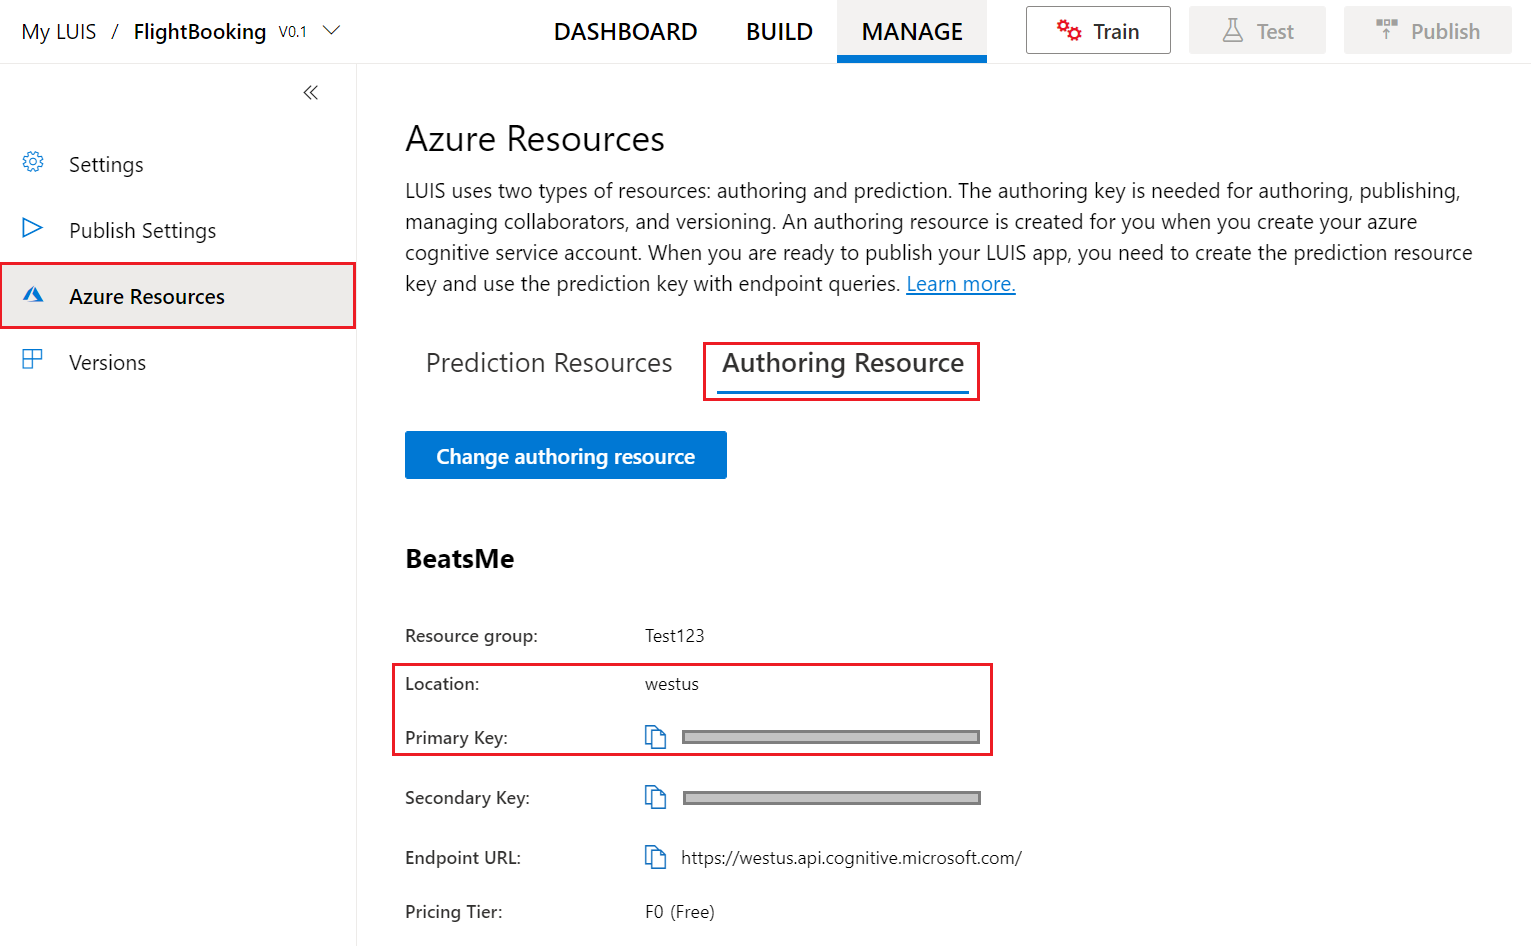 My LUIS / FlightBooking V0.1
DASHBOARD
BUILD
MANAGE
Train
Test
Publish
Settings
Publish Settings
Azure Resources
Versions
Azure Resources
LUIS uses two types of resources: authoring and prediction. The authoring key is needed for authoring, publishing,
managing collaborators, and versioning. An authoring resource is created for you when you create your azure
cognitive service account. When you are ready to publish your LUIS app, you need to create the prediction resource
key and use the prediction key with endpoint queries. Learn more.
Prediction Resources
Authoring Resource
Change authoring resource
BeatsMe
Resource group: Test123
Location: westus
Primary Key:
Secondary Key:
Endpoint URL: https://westus.api.cognitive.microsoft.com/
Pricing Tier: F0 (Free)